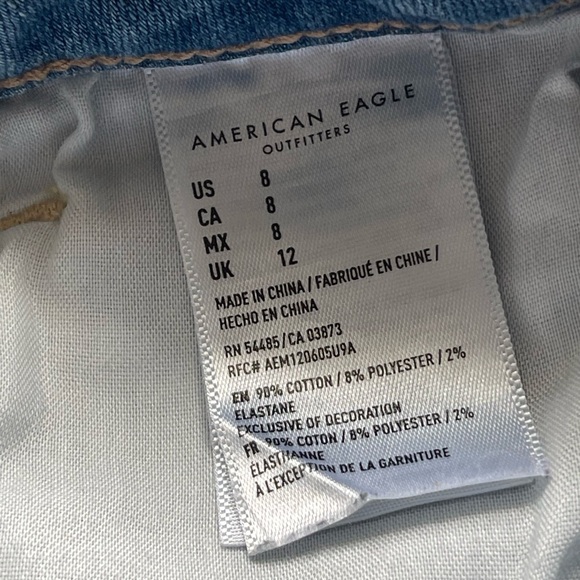 AMERICAN EAGLE
OUTFITTERS
US 8
CA 8
MX 8
UK 12
MADE IN CHINA / FABRIQUÉ EN CHINE /
HECHO EN CHINA
RN 54485/CA 03873
RFC# AEM120605U9A
EN 90% COTTON / 8% POLYESTER / 2%
ELASTANE
EXCLUSIVE OF DECORATION
FR 90% COTON / 8% POLYESTER / 2%
ÉLASTHANNE
À L'EXCEPTION DE LA GARNITURE